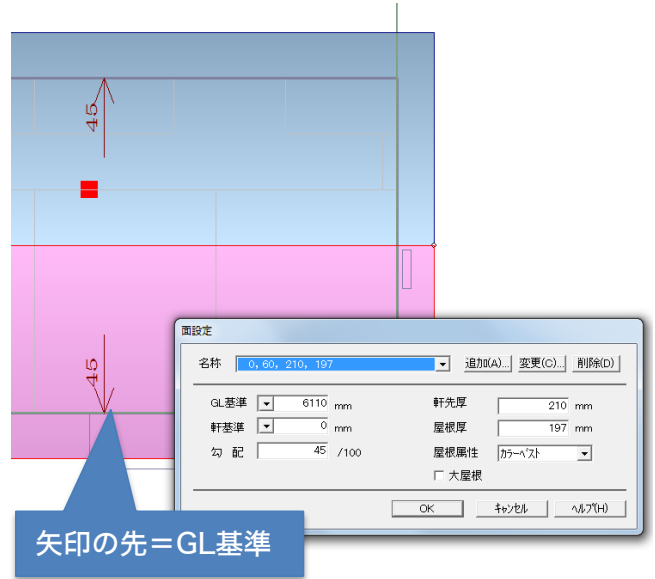 45
45
面設定
名称 0, 60, 210, 197 追加(A)... 変更(C)... 削除(D)
GL基準 6110 mm 軒先厚 210 mm
軒基準 0 mm 屋根厚 197 mm
勾 配 45 /100 屋根属性 カラーベスト
大屋根
OK キャンセル ヘルプ(H)
矢印の先=GL基準